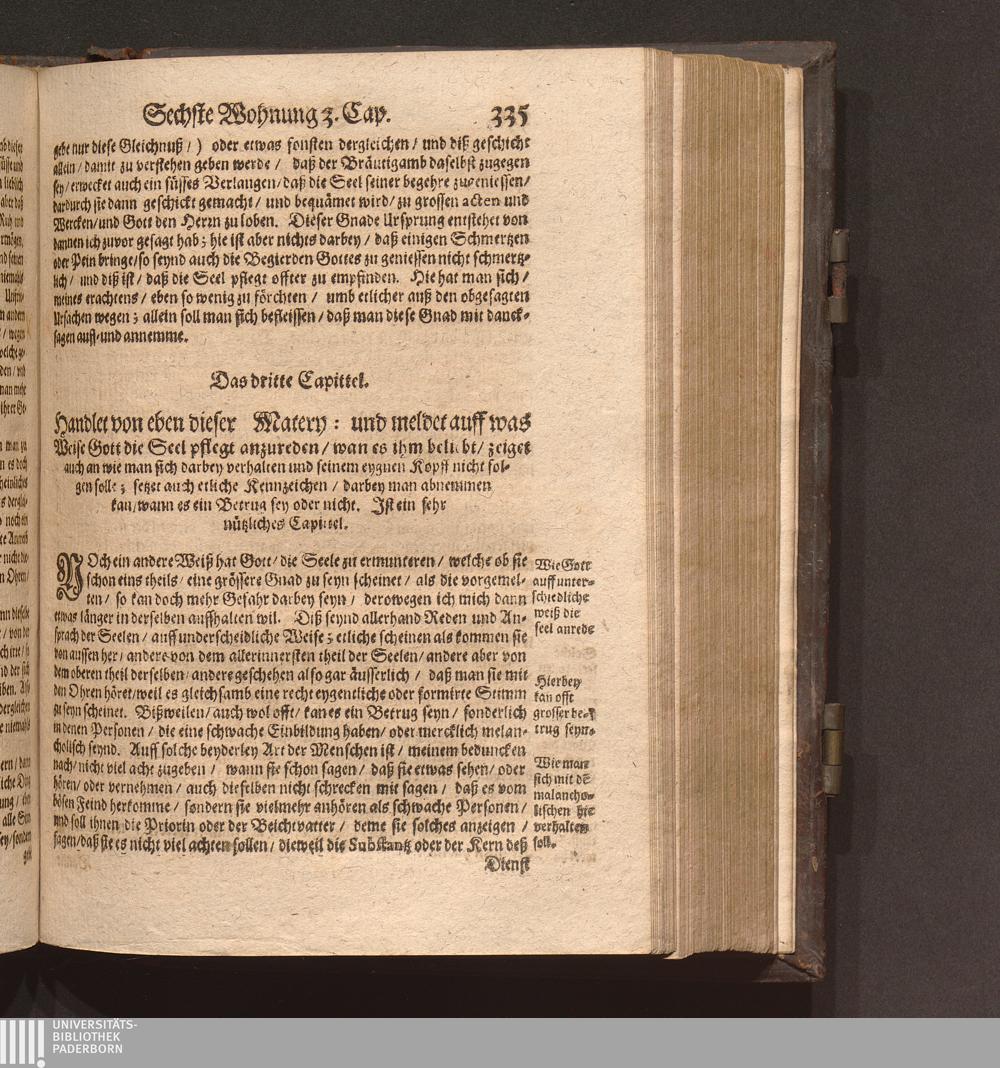 Sechste Wohnung 3. Cap. 335
gebe nur diese Gleichnuß / ) oder etwas sonsten dergleichen / und diß geschicht
allein / damit zu verstehen geben werde / daß der Bräutigamb daselbst zugegen
sey / erwecket auch ein süsses Verlangen / daß die Seel seiner begehre zugeniessen /
dardurch sie dann geschickt gemacht / und bequämet wird / zu grossen acten und
Wercken / und Gott den Herrn zu loben. Dieser Gnade Ursprung entstehet von
dannen ich zuvor gesagt hab ; hie ist aber nichts darbey / daß einigen Schmertzen
oder Pein bringe / so seynd auch die Begierden Gottes zu geniessen nicht schmertz-
lich / und diß ist / daß die Seel pflegt offter zu empfinden. Hie hat man sich /
meines erachtens / eben so wenig zu förchten / umb etlicher auß den obgesagten
Ursachen wegen ; allein soll man sich befleissen / daß man diese Gnad mit danck-
sagen auff- und annemme.
Das dritte Capittel.
Handlet von eben dieser Matery : und meldet auff was
Weise Gott die Seel pflegt anzureden / wan es ihm beliebt / zeiget
auch an wie man sich darbey verhalten und seinem eygnen Kopff nicht fol-
gen solle ; setzet auch etliche Kennzeichen / darbey man abnemmen
kan / wann es ein Betrug sey oder nicht. Ist ein sehr
nützliches Capittel.
NOch ein andere Weiß hat Gott / die Seele zu ermunteren / welche ob sie
schon eins theils / eine grössere Gnad zu seyn scheinet / als die vorgemel-
ten / so kan doch mehr Gefahr darbey seyn / derowegen ich mich dann
etwas länger in derselben auffhalten wil. Diß seynd allerhand Reden und An-
sprach der Seelen / auff underscheidliche Weise ; etliche scheinen als kommen sie
von aussen her / andere von dem allerinnersten theil der Seelen / andere aber von
dem oberen theil derselben / andere geschehen also gar äusserlich / daß man sie mit
den Ohren höret / weil es gleichsamb eine recht eygentliche oder formirte Stimm
zu seyn scheinet. Bißweilen / auch wol offt / kan es ein Betrug seyn / sonderlich
in denen Personen / die eine schwache Einbildung haben / oder mercklich melan-
cholisch seynd. Auff solche beyderley Art der Menschen ist / meinem beduncken
nach / nicht viel acht zugeben / wann sie schon sagen / daß sie etwas sehen / oder
hören / oder vernehmen / auch dieselben nicht schrecken mit sagen / daß es vom
bösen Feind herkomme / sondern sie vielmehr anhören als schwache Personen /
und soll ihnen die Priorin oder der Beichtvatter / deme sie solches anzeigen /
sagen / daß sie es nicht viel achten sollen / dieweil die Substantz oder der Kern deß
Dienst
Wie Gott
auff unter-
schiedliche
weiß die
seel anrede
Hierbey
kan offt
grosser be-
trug seyn.
Wie man
sich mit dē
malancho-
lischen hie
verhalten
soll.
UNIVERSITÄTS-
BIBLIOTHEK
PADERBORN